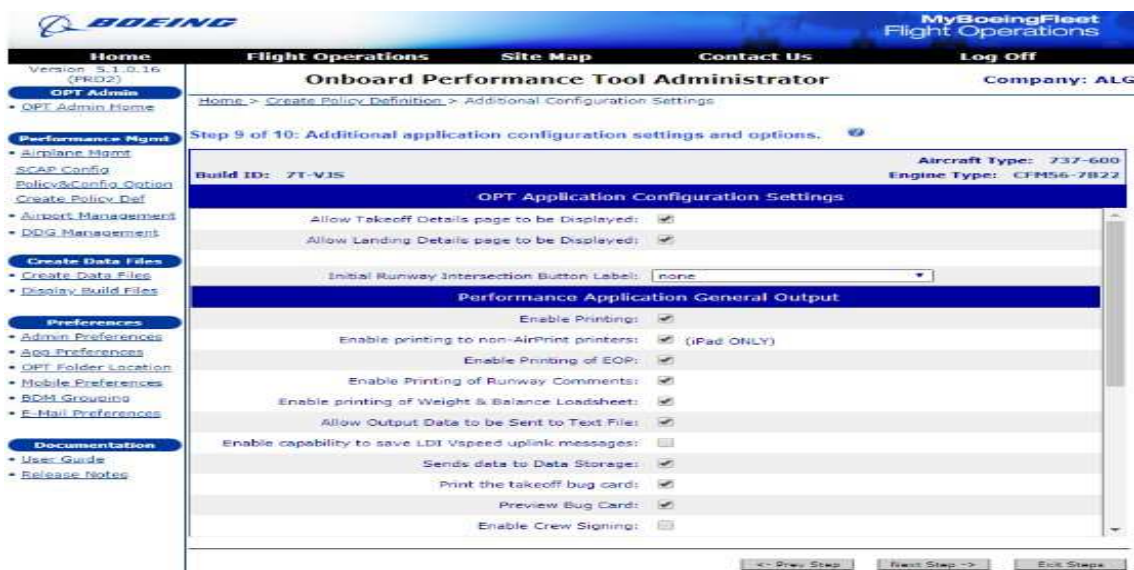 BOEING
MyBoeingFleet
Flight Operations
Home Flight Operations Site Map Contact Us Log Off
Version 5.1.0.16
(PRD2)
OPT Admin
• OPT Admin Home
Performance Mgmt
• Airplane Mgmt
SCAP Config
Policy&Config Option
Create Policy Def
• Airport Management
• DDG Management
Create Data Files
• Create Data Files
• Display Build Files
Preferences
• Admin Preferences
• App Preferences
• OPT Folder Location
• Mobile Preferences
• BDM Grouping
• E-Mail Preferences
Documentation
• User Guide
• Release Notes
Onboard Performance Tool Administrator
Company: ALG
Home > Create Policy Definition > Additional Configuration Settings
Step 9 of 10: Additional application configuration settings and options.
Build ID: 7T-VJS
Aircraft Type: 737-600
Engine Type: CFM56-7B22
OPT Application Configuration Settings
Allow Takeoff Details page to be Displayed:
Allow Landing Details page to be Displayed:
Initial Runway Intersection Button Label: none
Performance Application General Output
Enable Printing:
Enable printing to non-AirPrint printers: (iPad ONLY)
Enable Printing of EOP:
Enable Printing of Runway Comments:
Enable printing of Weight & Balance Loadsheet:
Allow Output Data to be Sent to Text File:
Enable capability to save LDI Vspeed uplink messages:
Sends data to Data Storage:
Print the takeoff bug card:
Preview Bug Card:
Enable Crew Signing:
<- Prev Step Next Step -> Exit Steps